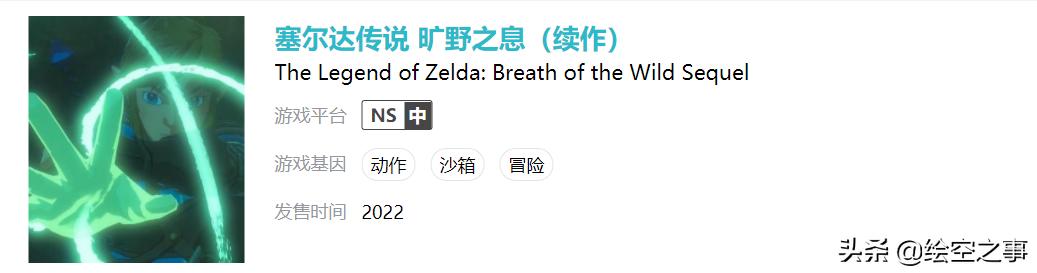 塞尔达传说 旷野之息（续作）
The Legend of Zelda: Breath of the Wild Sequel
游戏平台 NS 中
游戏基因 动作 沙箱 冒险
发售时间 2022
头条 @绘空之事